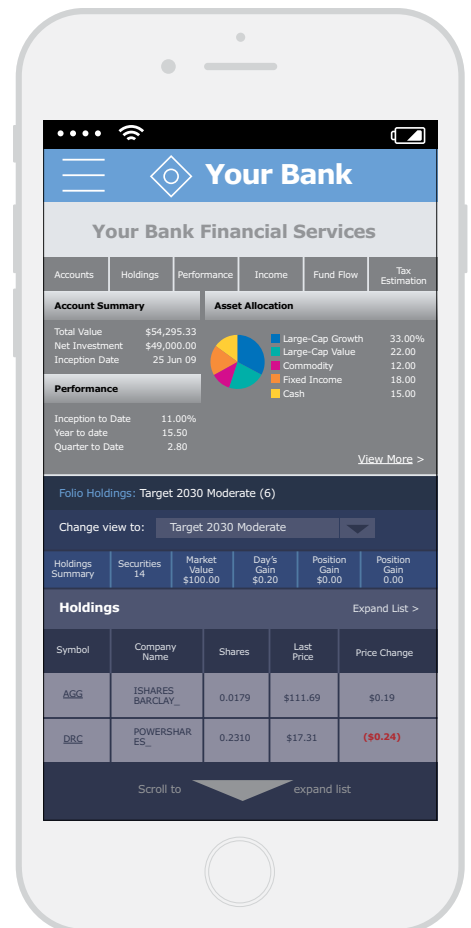 Your Bank
Your Bank Financial Services
Accounts Holdings Performance Income Fund Flow Tax Estimation
Account Summary
Total Value $54,295.33
Net Investment $49,000.00
Inception Date 25 Jun 09
Performance
Inception to Date 11.00%
Year to date 15.50
Quarter to Date 2.80
Asset Allocation
Large-Cap Growth 33.00%
Large-Cap Value 22.00
Commodity 12.00
Fixed Income 18.00
Cash 15.00
View More >
Folio Holdings: Target 2030 Moderate (6)
Change view to: Target 2030 Moderate
Holdings Summary
Securities 14
Market Value $100.00
Day's Gain $0.20
Position Gain $0.00
Position Gain 0.00
Holdings Expand List >
Symbol Company Name Shares Last Price Price Change
AGG ISHARES BARCLAY_ 0.0179 $111.69 $0.19
DRC POWERSHARES_ 0.2310 $17.31 ($0.24)
Scroll to expand list